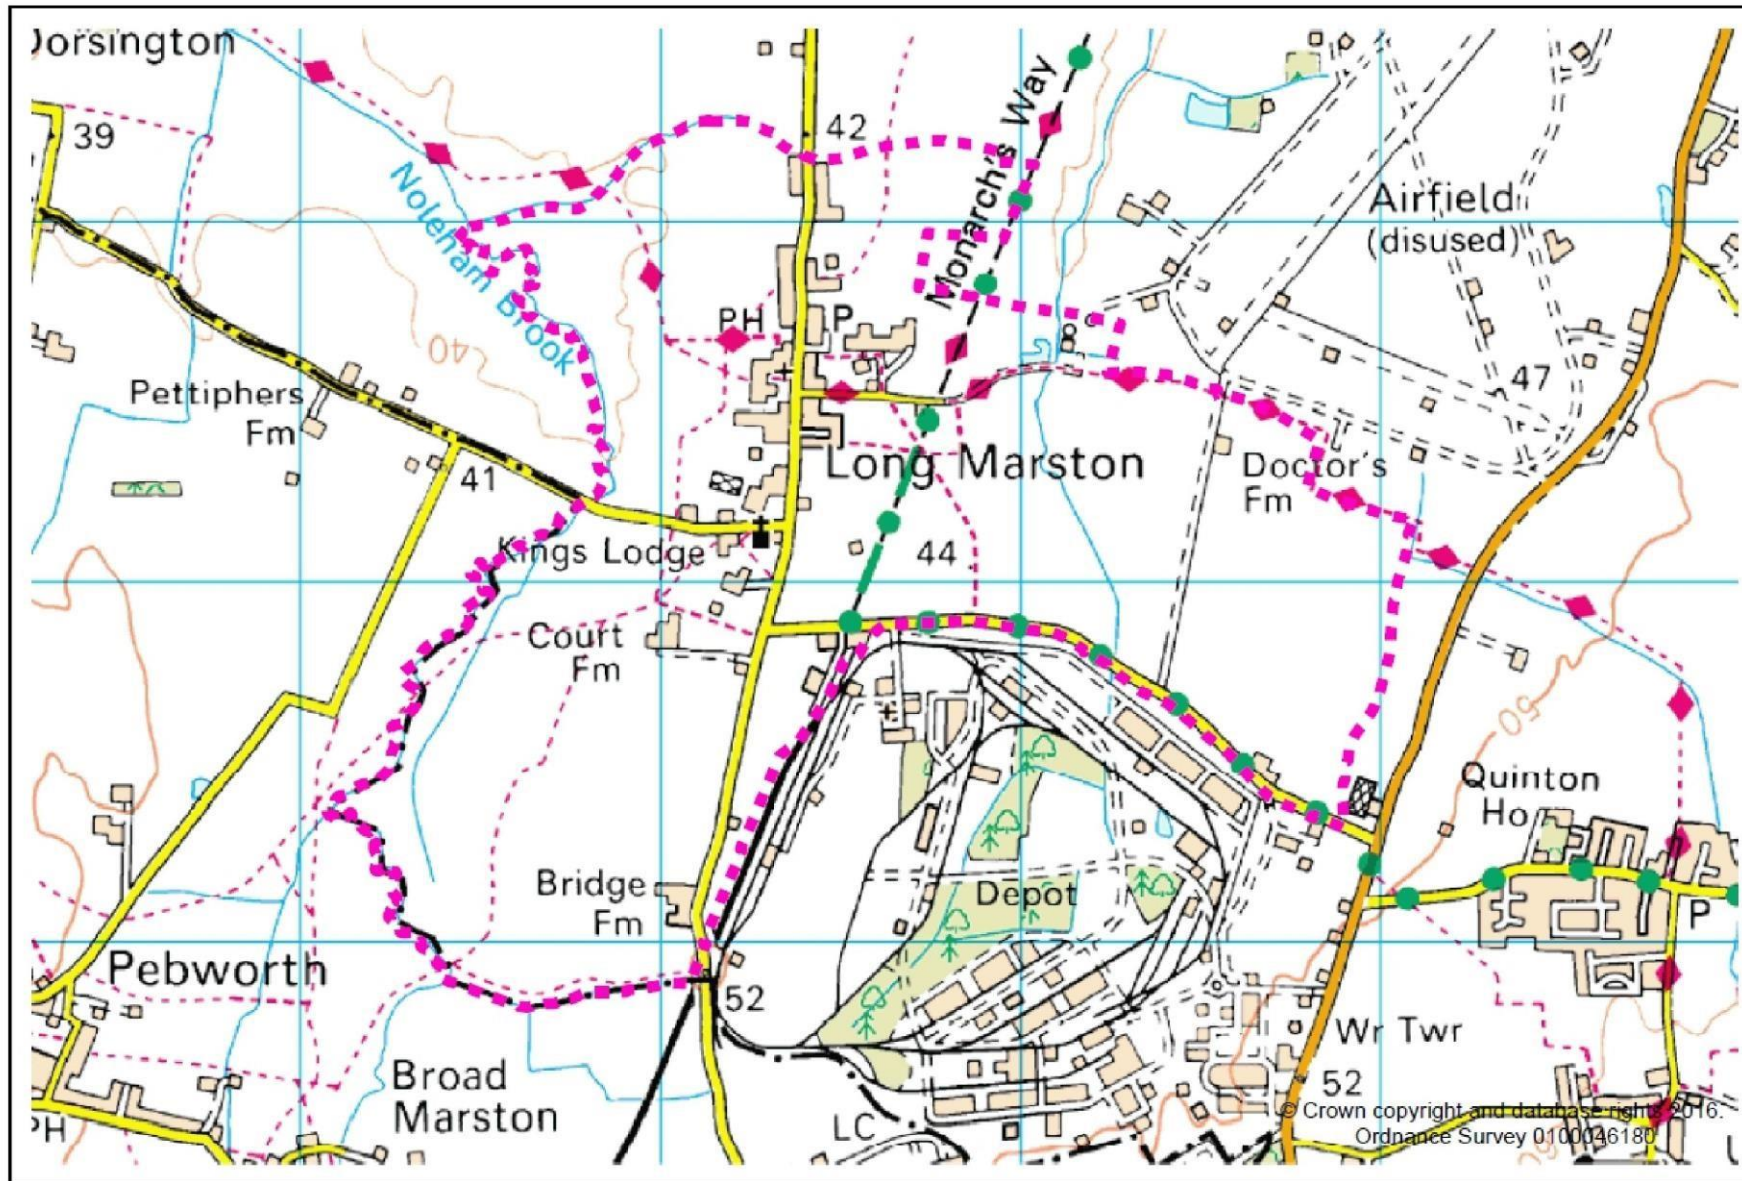 Dorsington
39
42
Monarch's Way
Airfield
(disused)
Noleham Brook
PH
P
40
Pettiphers
Fm
47
41
Long Marston
Doctor's
Fm
Kings Lodge
44
Court
Fm
50
Quinton
Ho
Bridge
Fm
Depot
P
Pebworth
52
Wr Twr
Broad
Marston
52
LC
PH
© Crown copyright and database rights 2016.
Ordnance Survey 0100046180
60